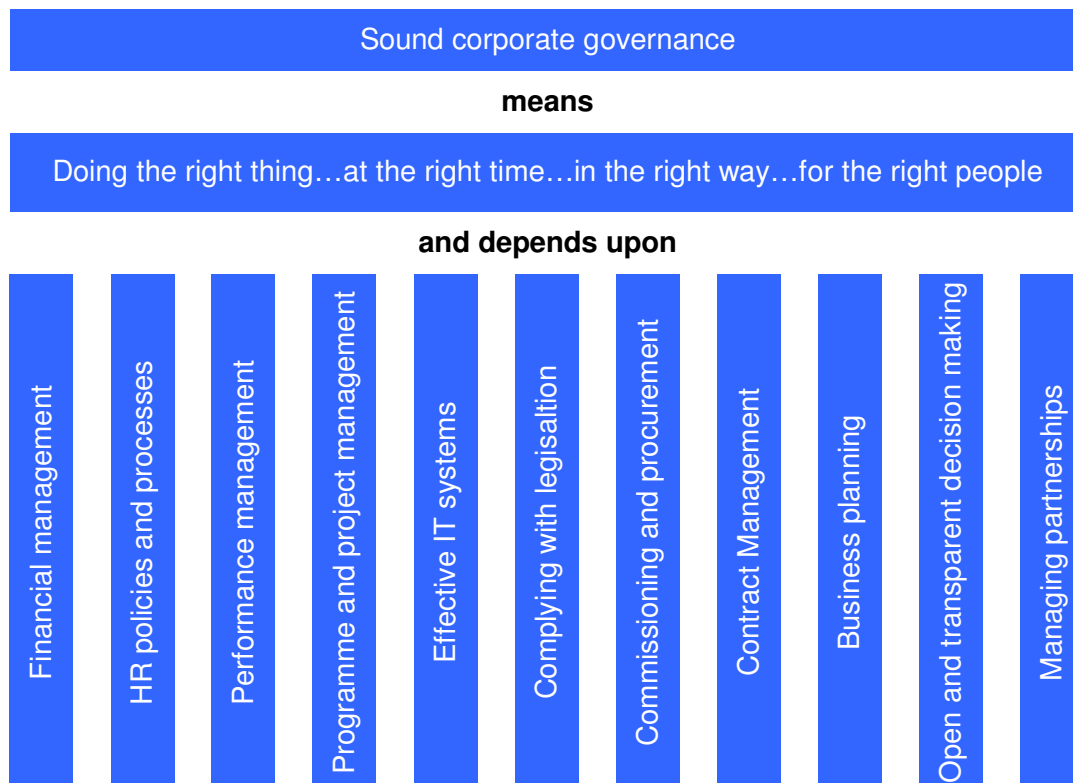 Sound corporate governance
means
Doing the right thing…at the right time…in the right way…for the right people
and depends upon
Financial management
HR policies and processes
Performance management
Programme and project management
Effective IT systems
Complying with legisaltion
Commissioning and procurement
Contract Management
Business planning
Open and transparent decision making
Managing partnerships